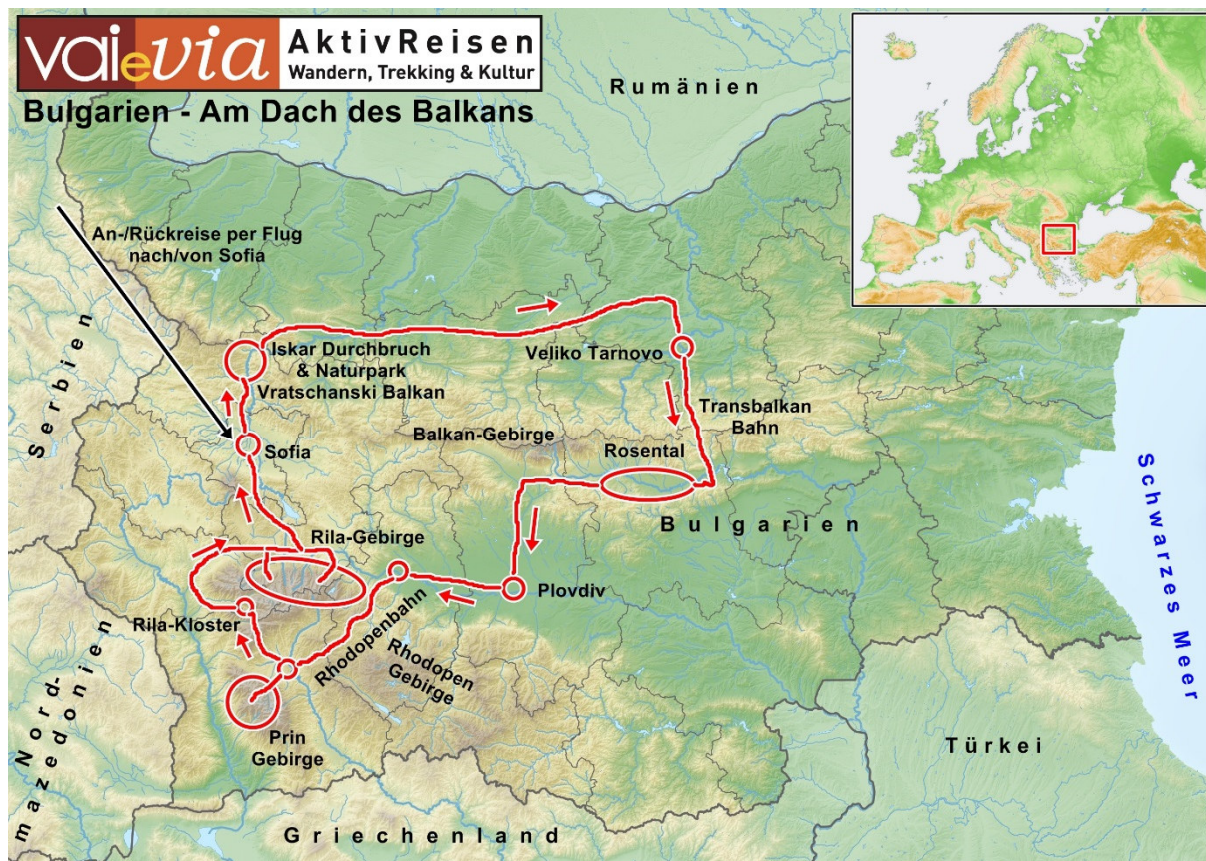 vaievia
AktivReisen
Wandern, Trekking & Kultur
Bulgarien - Am Dach des Balkans
Rumänien
An-/Rückreise per Flug
nach/von Sofia
Serbien
Iskar Durchbruch
& Naturpark
Vratschanski Balkan
Veliko Tarnovo
Transbalkan
Bahn
Balkan-Gebirge
Rosental
Sofia
Bulgarien
Schwarzes Meer
Rila-Gebirge
Plovdiv
Rila-Kloster
Rhodopenbahn
Rhodopen
Gebirge
Prin
Gebirge
Nord-
mazedonien
Türkei
Griechenland